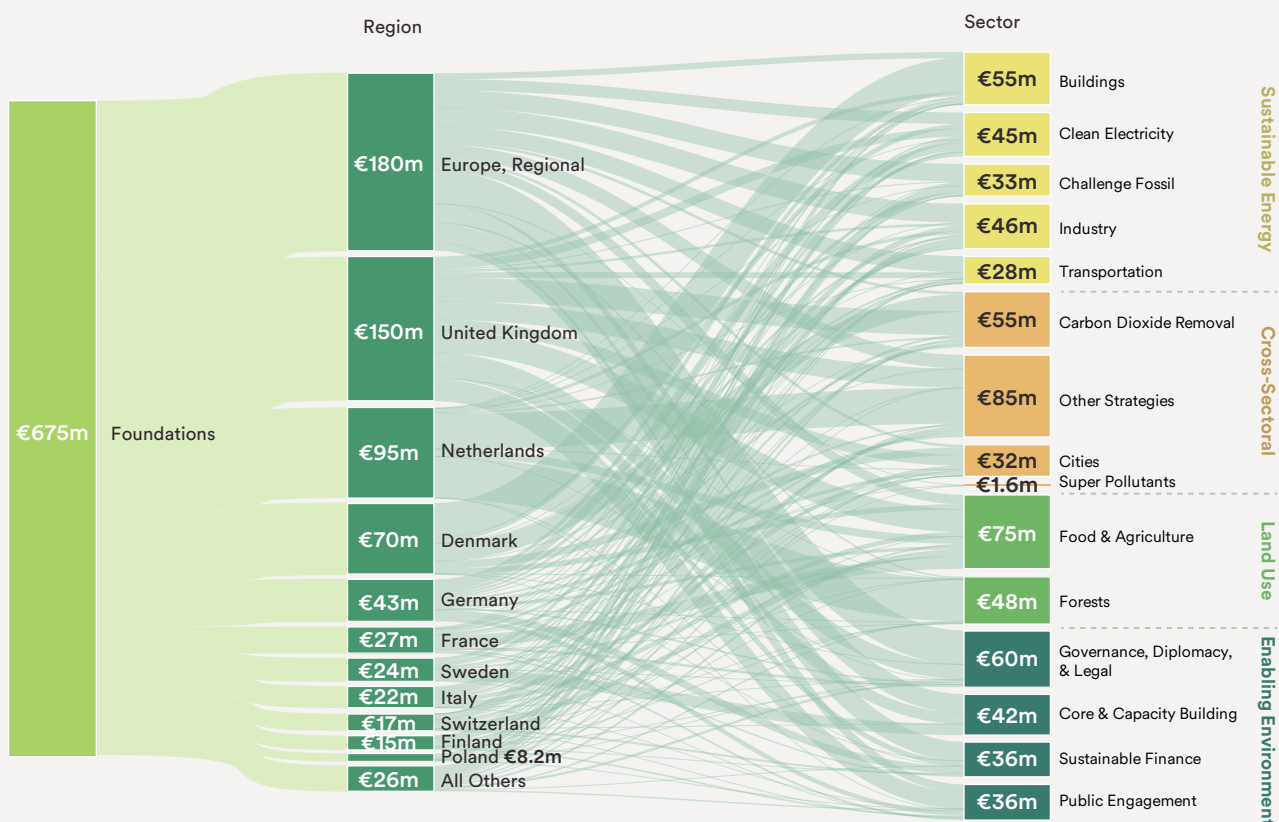 Region
Sector
€675m
Foundations
€180m
Europe, Regional
€150m
United Kingdom
€95m
Netherlands
€70m
Denmark
€43m
Germany
€27m
France
€24m
Sweden
€22m
Italy
€17m
Switzerland
€15m
Finland
Poland €8.2m
€26m
All Others
€55m
Buildings
€45m
Clean Electricity
€33m
Challenge Fossil
€46m
Industry
€28m
Transportation
Sustainable Energy
€55m
Carbon Dioxide Removal
€85m
Other Strategies
€32m
Cities
€1.6m
Super Pollutants
Cross-Sectoral
€75m
Food & Agriculture
€48m
Forests
Land Use
€60m
Governance, Diplomacy,
& Legal
€42m
Core & Capacity Building
€36m
Sustainable Finance
€36m
Public Engagement
Enabling Environment